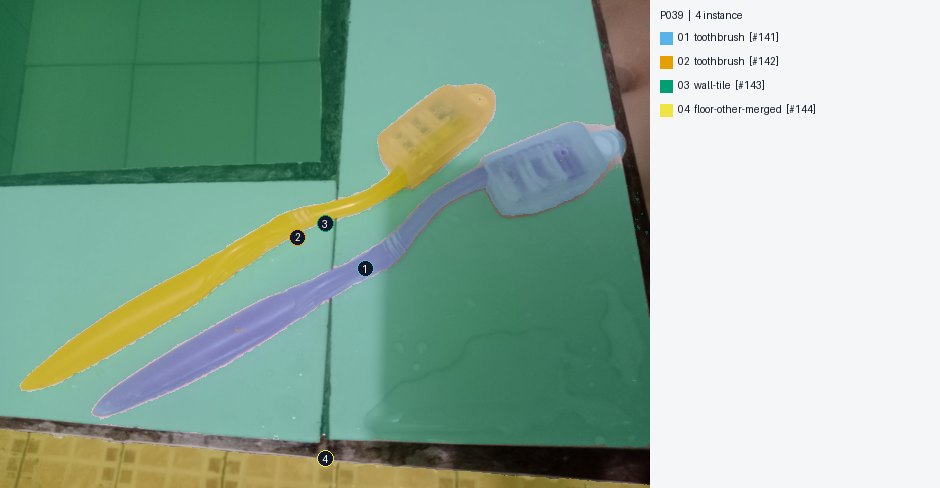 P039 | 4 instance
01 toothbrush [#141]
02 toothbrush [#142]
03 wall-tile [#143]
04 floor-other-merged [#144]
3
2
1
4